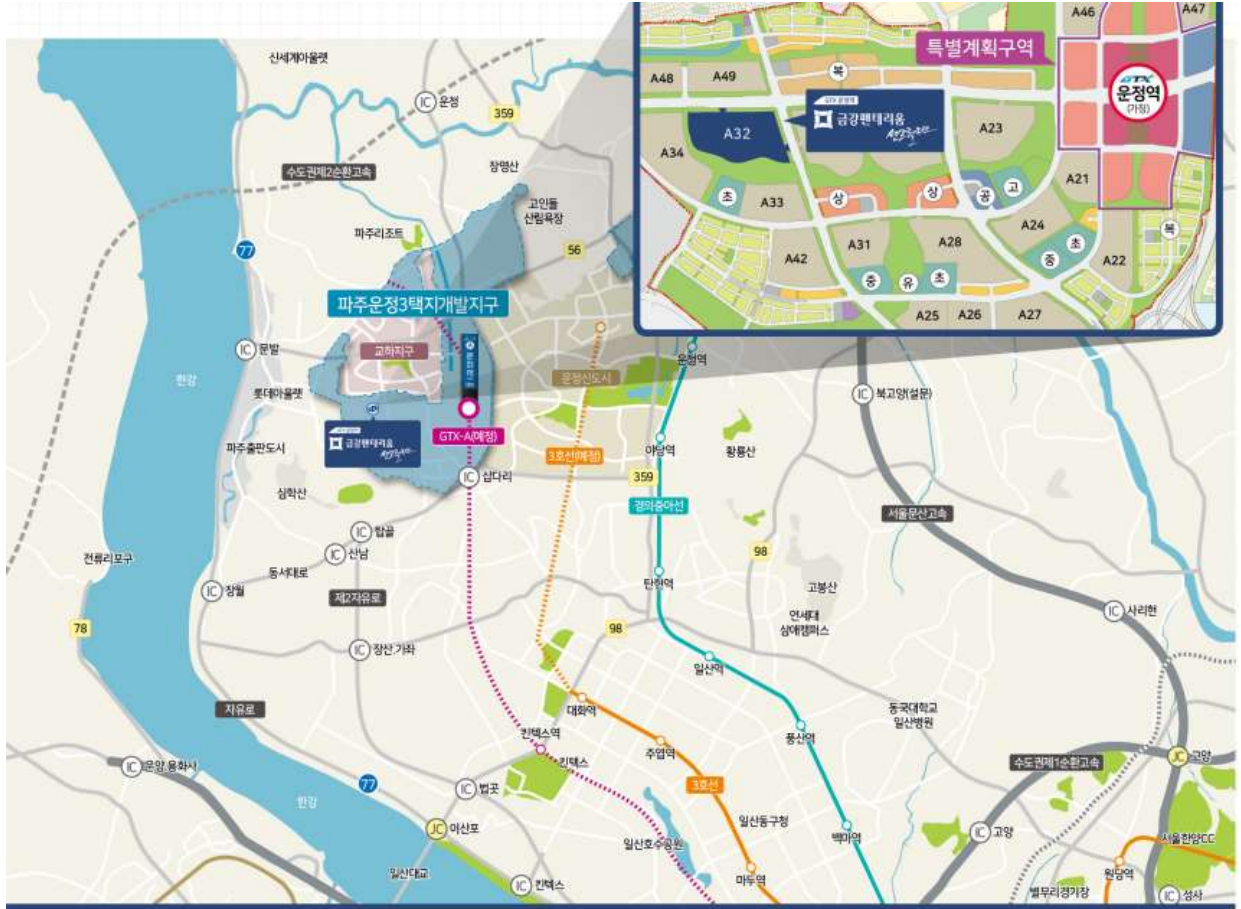 신세계아울렛
IC 운정
359
수도권제2순환고속
장명산
고인돌
산림욕장
파주리조트
77
56
파주운정3택지개발지구
교하지구
IC 문발
한강
롯데아울렛
GTX 운정역
금강펜테리움
파주출판도시
GTX-A(예정)
운정신도시
3호선(예정)
운정역
야당역
359
경의중앙선
황룡산
IC 북고양(설문)
서울문산고속
심학산
IC 삽다리
IC 탑골
IC 산남
전류리포구
동서대로
IC 장월
제2자유로
98
탄현역
고봉산
연세대
삼애캠퍼스
IC 사리현
78
98
IC 장산.가좌
일산역
자유로
대화역
동국대학교
일산병원
킨텍스역
킨텍스
주엽역
풍산역
IC 운양.용화사
77
한강
IC 법곳
3호선
수도권제1순환고속
JC 고양
JC 이산포
일산호수공원
일산동구청
백마역
IC 고양
서울한양CC
일산대교
IC 킨텍스
마두역
별무리경기장
원당역
IC 성사
A46
A47
특별계획구역
A48
A49
복
GTX
운정역
(가칭)
GTX 운정역
금강펜테리움
A32
A23
A34
초
A33
상
상
공
고
A21
A42
A31
A28
A24
복
중
유
초
중
초
A22
A25
A26
A27